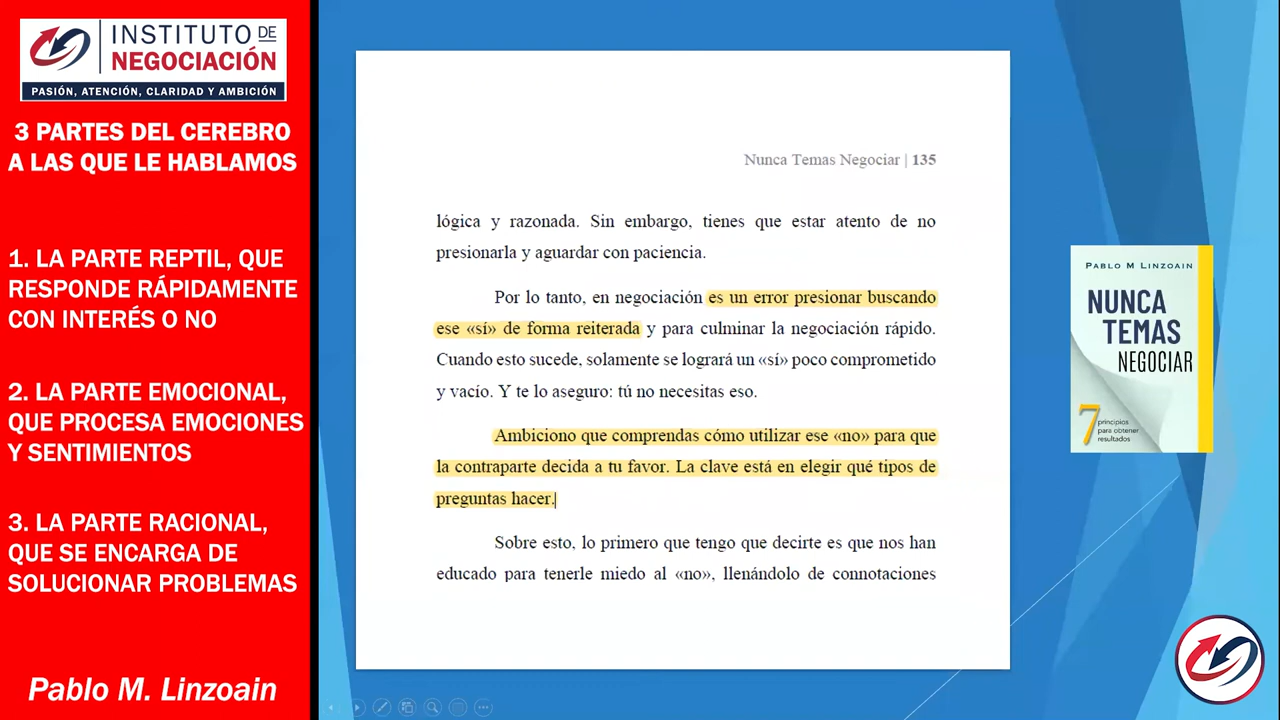 INSTITUTO DE
NEGOCIACIÓN
PASIÓN, ATENCIÓN, CLARIDAD Y AMBICIÓN
3 PARTES DEL CEREBRO
A LAS QUE LE HABLAMOS
1. LA PARTE REPTIL, QUE
RESPONDE RÁPIDAMENTE
CON INTERÉS O NO
2. LA PARTE EMOCIONAL,
QUE PROCESA EMOCIONES
Y SENTIMIENTOS
3. LA PARTE RACIONAL,
QUE SE ENCARGA DE
SOLUCIONAR PROBLEMAS
Pablo M. Linzoain
Nunca Temas Negociar | 135
lógica y razonada. Sin embargo, tienes que estar atento de no
presionarla y aguardar con paciencia.
Por lo tanto, en negociación es un error presionar buscando
ese «sí» de forma reiterada y para culminar la negociación rápido.
Cuando esto sucede, solamente se logrará un «sí» poco comprometido
y vacío. Y te lo aseguro: tú no necesitas eso.
Ambiciono que comprendas cómo utilizar ese «no» para que
la contraparte decida a tu favor. La clave está en elegir qué tipos de
preguntas hacer.
Sobre esto, lo primero que tengo que decirte es que nos han
educado para tenerle miedo al «no», llenándolo de connotaciones
PABLO M LINZOAIN
NUNCA
TEMAS
NEGOCIAR
7 principios
para obtener
resultados